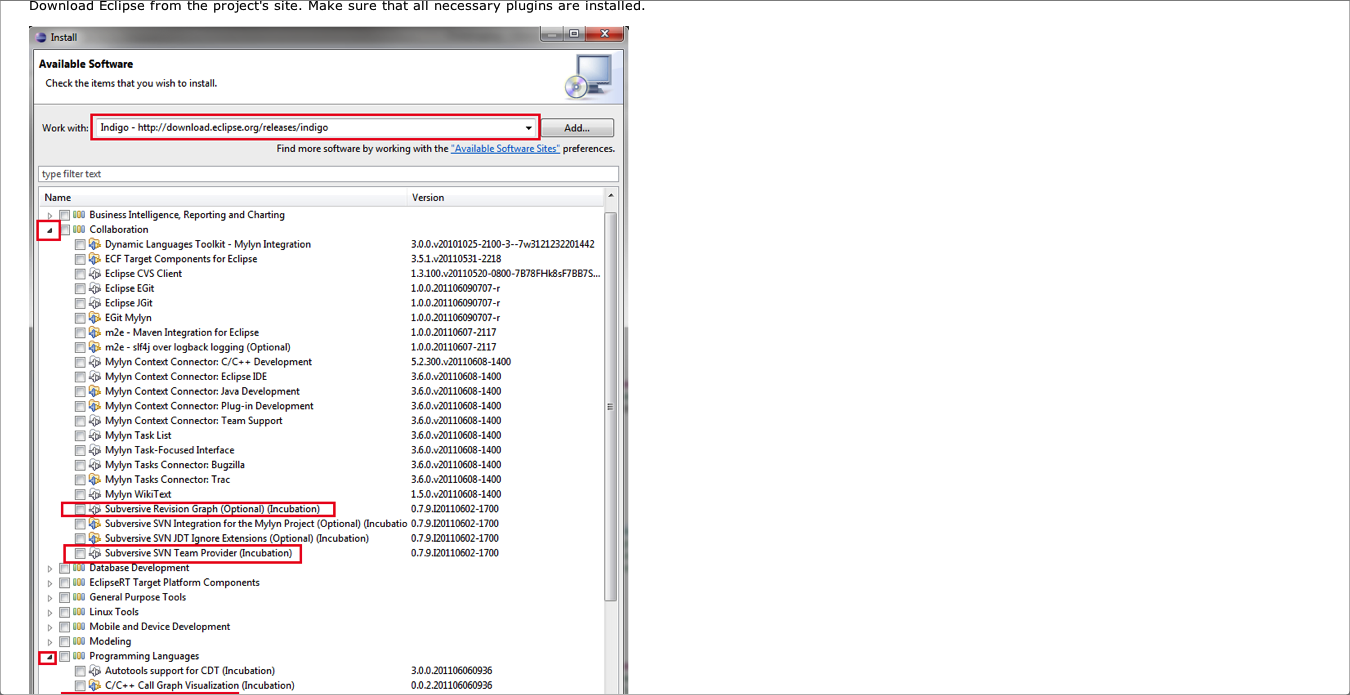 Download Eclipse from the project's site. Make sure that all necessary plugins are installed.
Install
Available Software
Check the items that you wish to install.
Work with: Indigo - http://download.eclipse.org/releases/indigo Add...
Find more software by working with the "Available Software Sites" preferences.
type filter text
Name Version
Business Intelligence, Reporting and Charting
Collaboration
Dynamic Languages Toolkit - Mylyn Integration 3.0.0.v20101025-2100-3--7w3121232201442
ECF Target Components for Eclipse 3.5.1.v20110531-2218
Eclipse CVS Client 1.3.100.v20110520-0800-7B78FHk8sF7BB7S...
Eclipse EGit 1.0.0.201106090707-r
Eclipse JGit 1.0.0.201106090707-r
EGit Mylyn 1.0.0.201106090707-r
m2e - Maven Integration for Eclipse 1.0.0.20110607-2117
m2e - slf4j over logback logging (Optional) 1.0.0.20110607-2117
Mylyn Context Connector: C/C++ Development 5.2.300.v20110608-1400
Mylyn Context Connector: Eclipse IDE 3.6.0.v20110608-1400
Mylyn Context Connector: Java Development 3.6.0.v20110608-1400
Mylyn Context Connector: Plug-in Development 3.6.0.v20110608-1400
Mylyn Context Connector: Team Support 3.6.0.v20110608-1400
Mylyn Task List 3.6.0.v20110608-1400
Mylyn Task-Focused Interface 3.6.0.v20110608-1400
Mylyn Tasks Connector: Bugzilla 3.6.0.v20110608-1400
Mylyn Tasks Connector: Trac 3.6.0.v20110608-1400
Mylyn WikiText 1.5.0.v20110608-1400
Subversive Revision Graph (Optional) (Incubation) 0.7.9.I20110602-1700
Subversive SVN Integration for the Mylyn Project (Optional) (Incubatio 0.7.9.I20110602-1700
Subversive SVN JDT Ignore Extensions (Optional) (Incubation) 0.7.9.I20110602-1700
Subversive SVN Team Provider (Incubation) 0.7.9.I20110602-1700
Database Development
EclipseRT Target Platform Components
General Purpose Tools
Linux Tools
Mobile and Device Development
Modeling
Programming Languages
Autotools support for CDT (Incubation) 3.0.0.201106060936
C/C++ Call Graph Visualization (Incubation) 0.0.2.201106060936